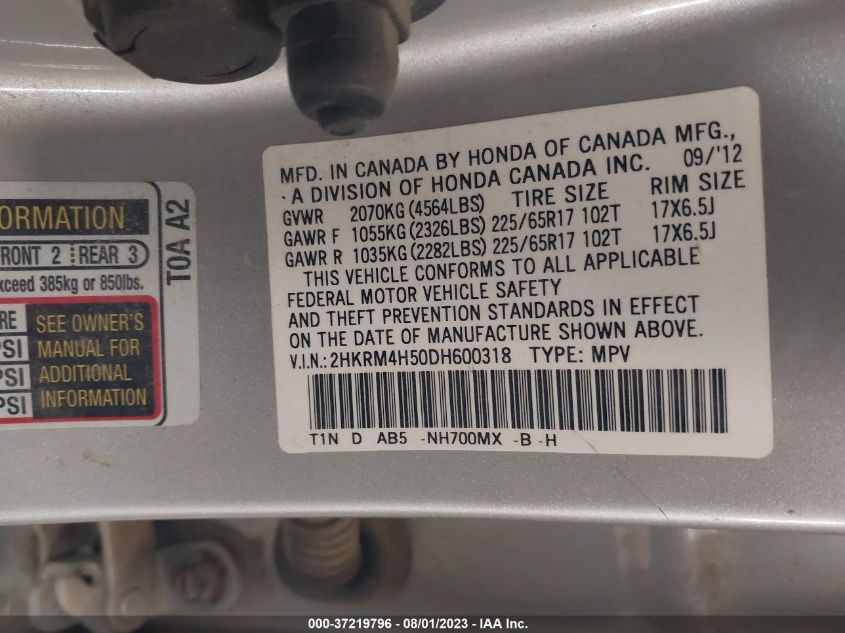 MFD. IN CANADA BY HONDA OF CANADA MFG.,
· A DIVISION OF HONDA CANADA INC. 09/'12
GVWR 2070KG (4564LBS) TIRE SIZE RIM SIZE
GAWR F 1055KG (2326LBS) 225/65R17 102T 17X6.5J
GAWR R 1035KG (2282LBS) 225/65R17 102T 17X6.5J
THIS VEHICLE CONFORMS TO ALL APPLICABLE
FEDERAL MOTOR VEHICLE SAFETY
AND THEFT PREVENTION STANDARDS IN EFFECT
ON THE DATE OF MANUFACTURE SHOWN ABOVE.
V.I.N.: 2HKRM4H50DH600318 TYPE: MPV
T1N D AB5 -NH700MX -B -H
ORMATION
FRONT 2 REAR 3
xceed 385kg or 850lbs.
RE
PSI
PSI
PSI
SEE OWNER'S
MANUAL FOR
ADDITIONAL
INFORMATION
T0A A2
000-37219796 - 08/01/2023 - IAA Inc.